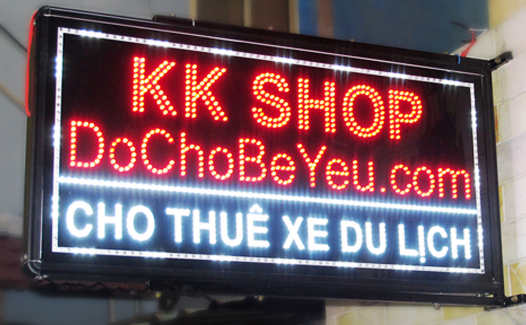 KK SHOP
DoChoBeYeu.com
CHO THUÊ XE DU LỊCH